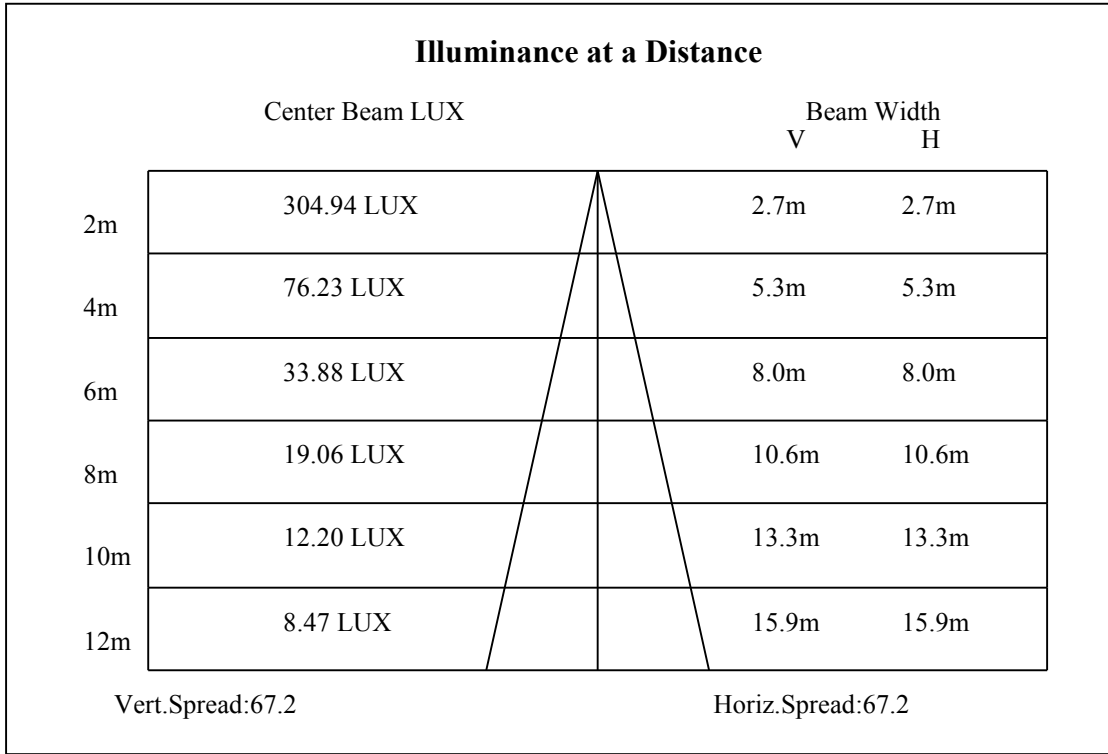 Illuminance at a Distance
Center Beam LUX Beam Width
V H
2m 304.94 LUX 2.7m 2.7m
4m 76.23 LUX 5.3m 5.3m
6m 33.88 LUX 8.0m 8.0m
8m 19.06 LUX 10.6m 10.6m
10m 12.20 LUX 13.3m 13.3m
12m 8.47 LUX 15.9m 15.9m
Vert.Spread:67.2 Horiz.Spread:67.2